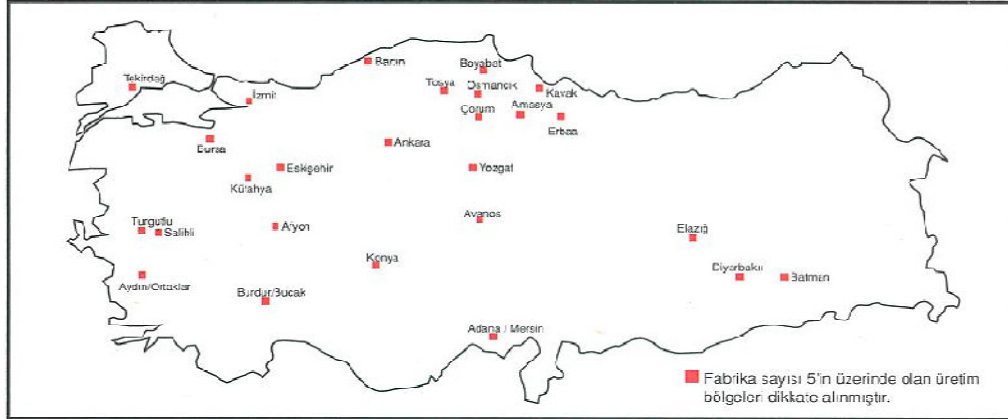 Bartın
Boyabat
Tekirdağ
Tosya
Osmancık
İzmit
Kavak
Çorum
Amasya
Erbaa
Bursa
Ankara
Eskişehir
Yozgat
Kütahya
Turgutlu
Salihli
Afyon
Avanos
Elazığ
Konya
Diyarbakır
Batman
Aydın/Ortaklar
Burdur/Bucak
Adana / Mersin
Fabrika sayısı 5'in üzerinde olan üretim
bölgeleri dikkate alınmıştır.